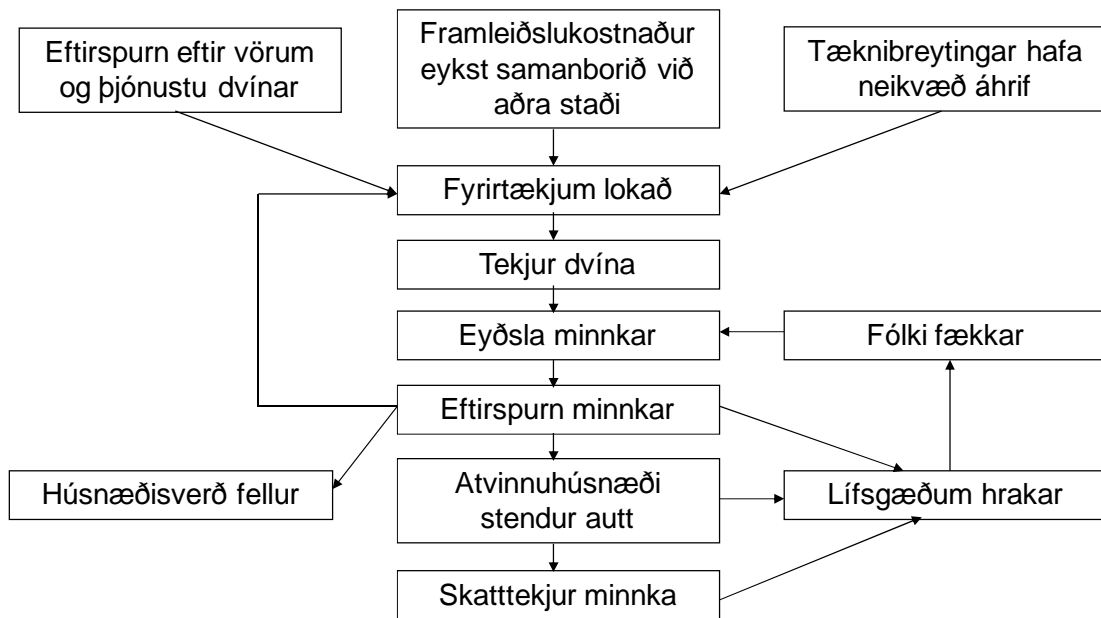 Eftirspurn eftir vörum
og þjónustu dvínar
Framleiðslukostnaður
eykst samanborið við
aðra staði
Tæknibreytingar hafa
neikvæð áhrif
Fyrirtækjum lokað
Tekjur dvína
Eyðsla minnkar
Fólki fækkar
Eftirspurn minnkar
Húsnæðisverð fellur
Atvinnuhúsnæði
stendur autt
Lífsgæðum hrakar
Skatttekjur minnka